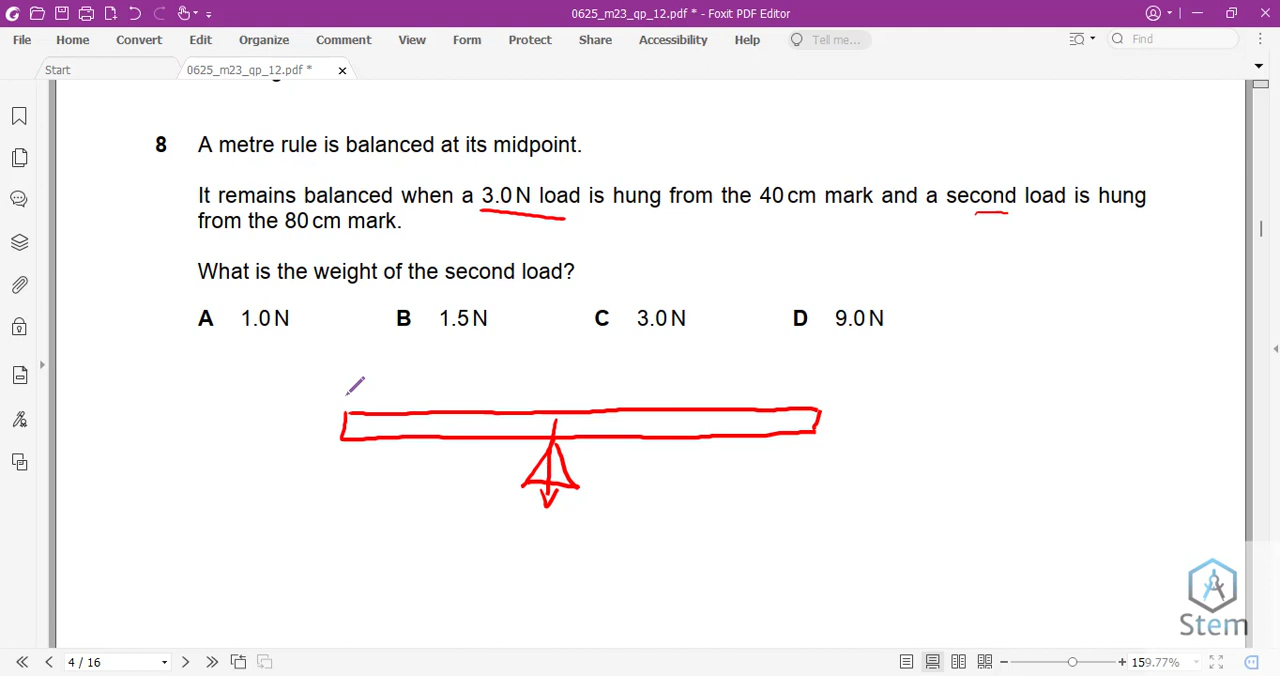 0625_m23_qp_12.pdf * - Foxit PDF Editor
File Home Convert Edit Organize Comment View Form Protect Share Accessibility Help Tell me... Find
Start 0625_m23_qp_12.pdf *
8 A metre rule is balanced at its midpoint.
It remains balanced when a 3.0 N load is hung from the 40 cm mark and a second load is hung
from the 80 cm mark.
What is the weight of the second load?
A 1.0 N B 1.5 N C 3.0 N D 9.0 N
Stem
4 / 16 159.77%